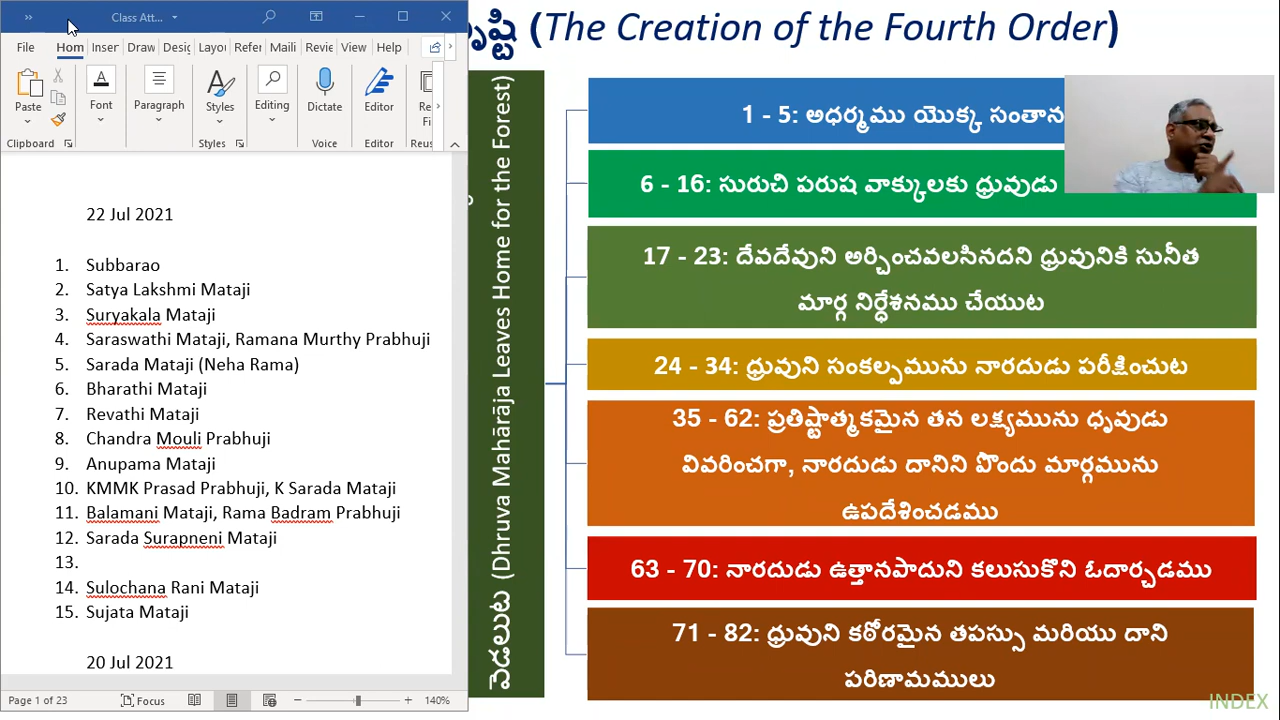 Class Att...
File Hom Inser Draw Desig Layou Refer Maili Revie View Help
Paste Font Paragraph Styles Editing Dictate Editor
Clipboard Styles Voice
22 Jul 2021
1. Subbarao
2. Satya Lakshmi Mataji
3. Suryakala Mataji
4. Saraswathi Mataji, Ramana Murthy Prabhuji
5. Sarada Mataji (Neha Rama)
6. Bharathi Mataji
7. Revathi Mataji
8. Chandra Mouli Prabhuji
9. Anupama Mataji
10. KMMK Prasad Prabhuji, K Sarada Mataji
11. Balamani Mataji, Rama Badram Prabhuji
12. Sarada Surapneni Mataji
13.
14. Sulochana Rani Mataji
15. Sujata Mataji
20 Jul 2021
Page 1 of 23 Focus 140%
(The Creation of the Fourth Order)
వెడలుట (Dhruva Mahārāja Leaves Home for the Forest)
1 - 5: అధర్మము యొక్క సంతాన
6 - 16: సురుచి పరుష వాక్కులకు ధ్రువుడు
17 - 23: దేవదేవుని అర్చించవలసినదని ధ్రువునికి సునీత
మార్గ నిర్ధేశనము చేయుట
24 - 34: ధ్రువుని సంకల్పమును నారదుడు పరీక్షించుట
35 - 62: ప్రతిష్టాత్మకమైన తన లక్ష్యమును ధృవుడు
వివరించగా, నారదుడు దానిని పొందు మార్గమును
ఉపదేశించడము
63 - 70: నారదుడు ఉత్తానపాదుని కలుసుకొని ఓదార్చడము
71 - 82: ధ్రువుని కఠోరమైన తపస్సు మరియు దాని
పరిణామములు
INDEX